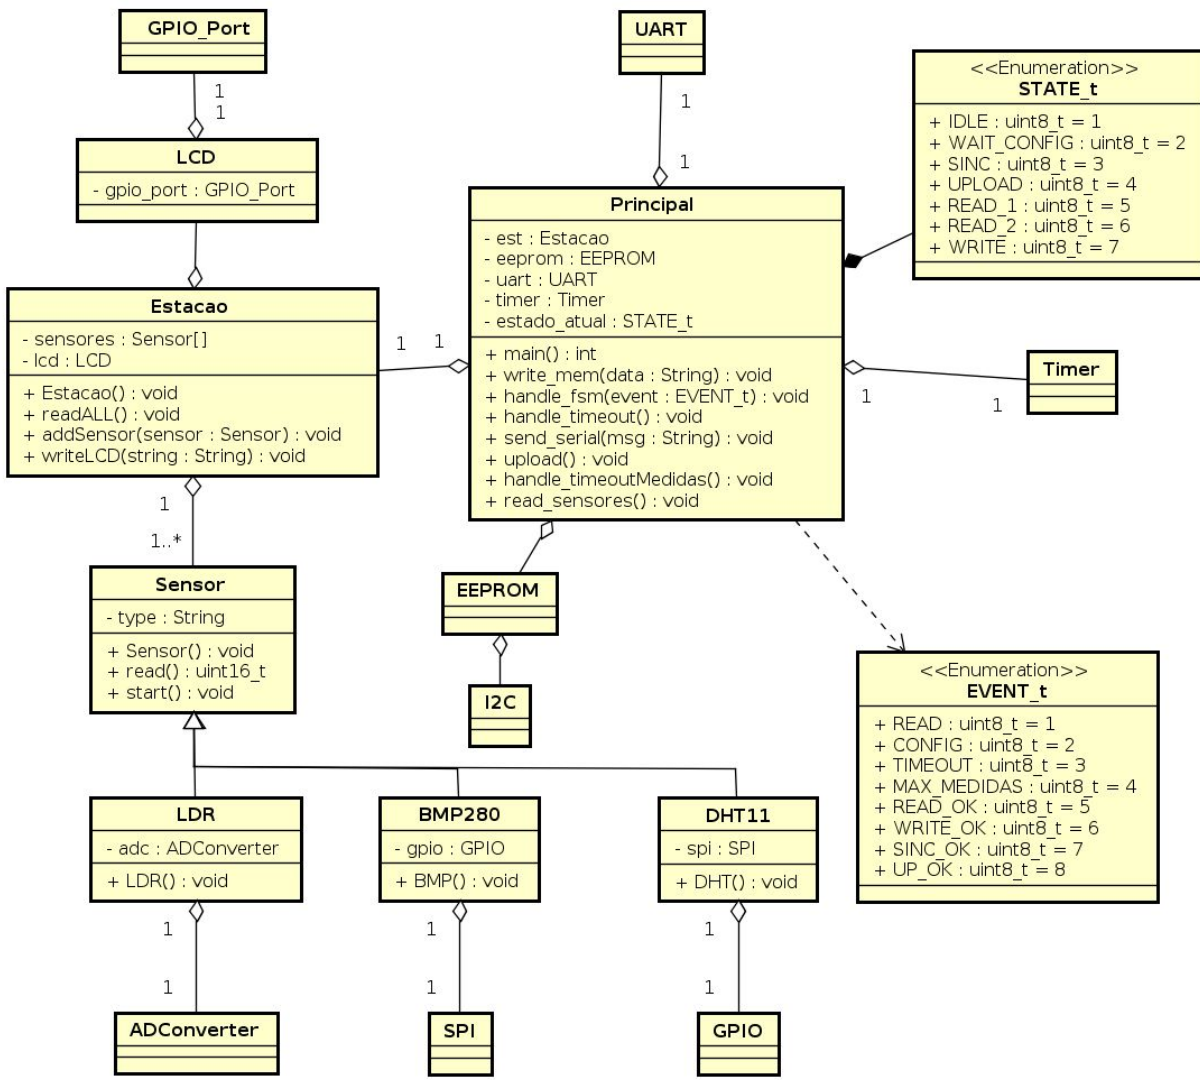 GPIO_Port
1
1
LCD
- gpio_port : GPIO_Port
UART
1
1
<<Enumeration>>
STATE_t
+ IDLE : uint8_t = 1
+ WAIT_CONFIG : uint8_t = 2
+ SINC : uint8_t = 3
+ UPLOAD : uint8_t = 4
+ READ_1 : uint8_t = 5
+ READ_2 : uint8_t = 6
+ WRITE : uint8_t = 7
Principal
- est : Estacao
- eeprom : EEPROM
- uart : UART
- timer : Timer
- estado_atual : STATE_t
+ main() : int
+ write_mem(data : String) : void
+ handle_fsm(event : EVENT_t) : void
+ handle_timeout() : void
+ send_serial(msg : String) : void
+ upload() : void
+ handle_timeoutMedidas() : void
+ read_sensores() : void
Estacao
- sensores : Sensor[]
- lcd : LCD
+ Estacao() : void
+ readALL() : void
+ addSensor(sensor : Sensor) : void
+ writeLCD(string : String) : void
1
1
Timer
1
1
1
1..*
Sensor
- type : String
+ Sensor() : void
+ read() : uint16_t
+ start() : void
EEPROM
I2C
<<Enumeration>>
EVENT_t
+ READ : uint8_t = 1
+ CONFIG : uint8_t = 2
+ TIMEOUT : uint8_t = 3
+ MAX_MEDIDAS : uint8_t = 4
+ READ_OK : uint8_t = 5
+ WRITE_OK : uint8_t = 6
+ SINC_OK : uint8_t = 7
+ UP_OK : uint8_t = 8
LDR
- adc : ADConverter
+ LDR() : void
BMP280
- gpio : GPIO
+ BMP() : void
DHT11
- spi : SPI
+ DHT() : void
1
1
1
1
1
1
ADConverter
SPI
GPIO